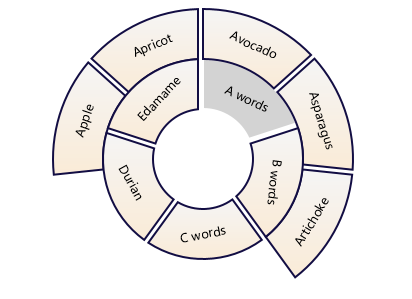 Apricot
Avocado
Apple
Edamame
A words
Asparagus
Durian
B words
C words
Artichoke